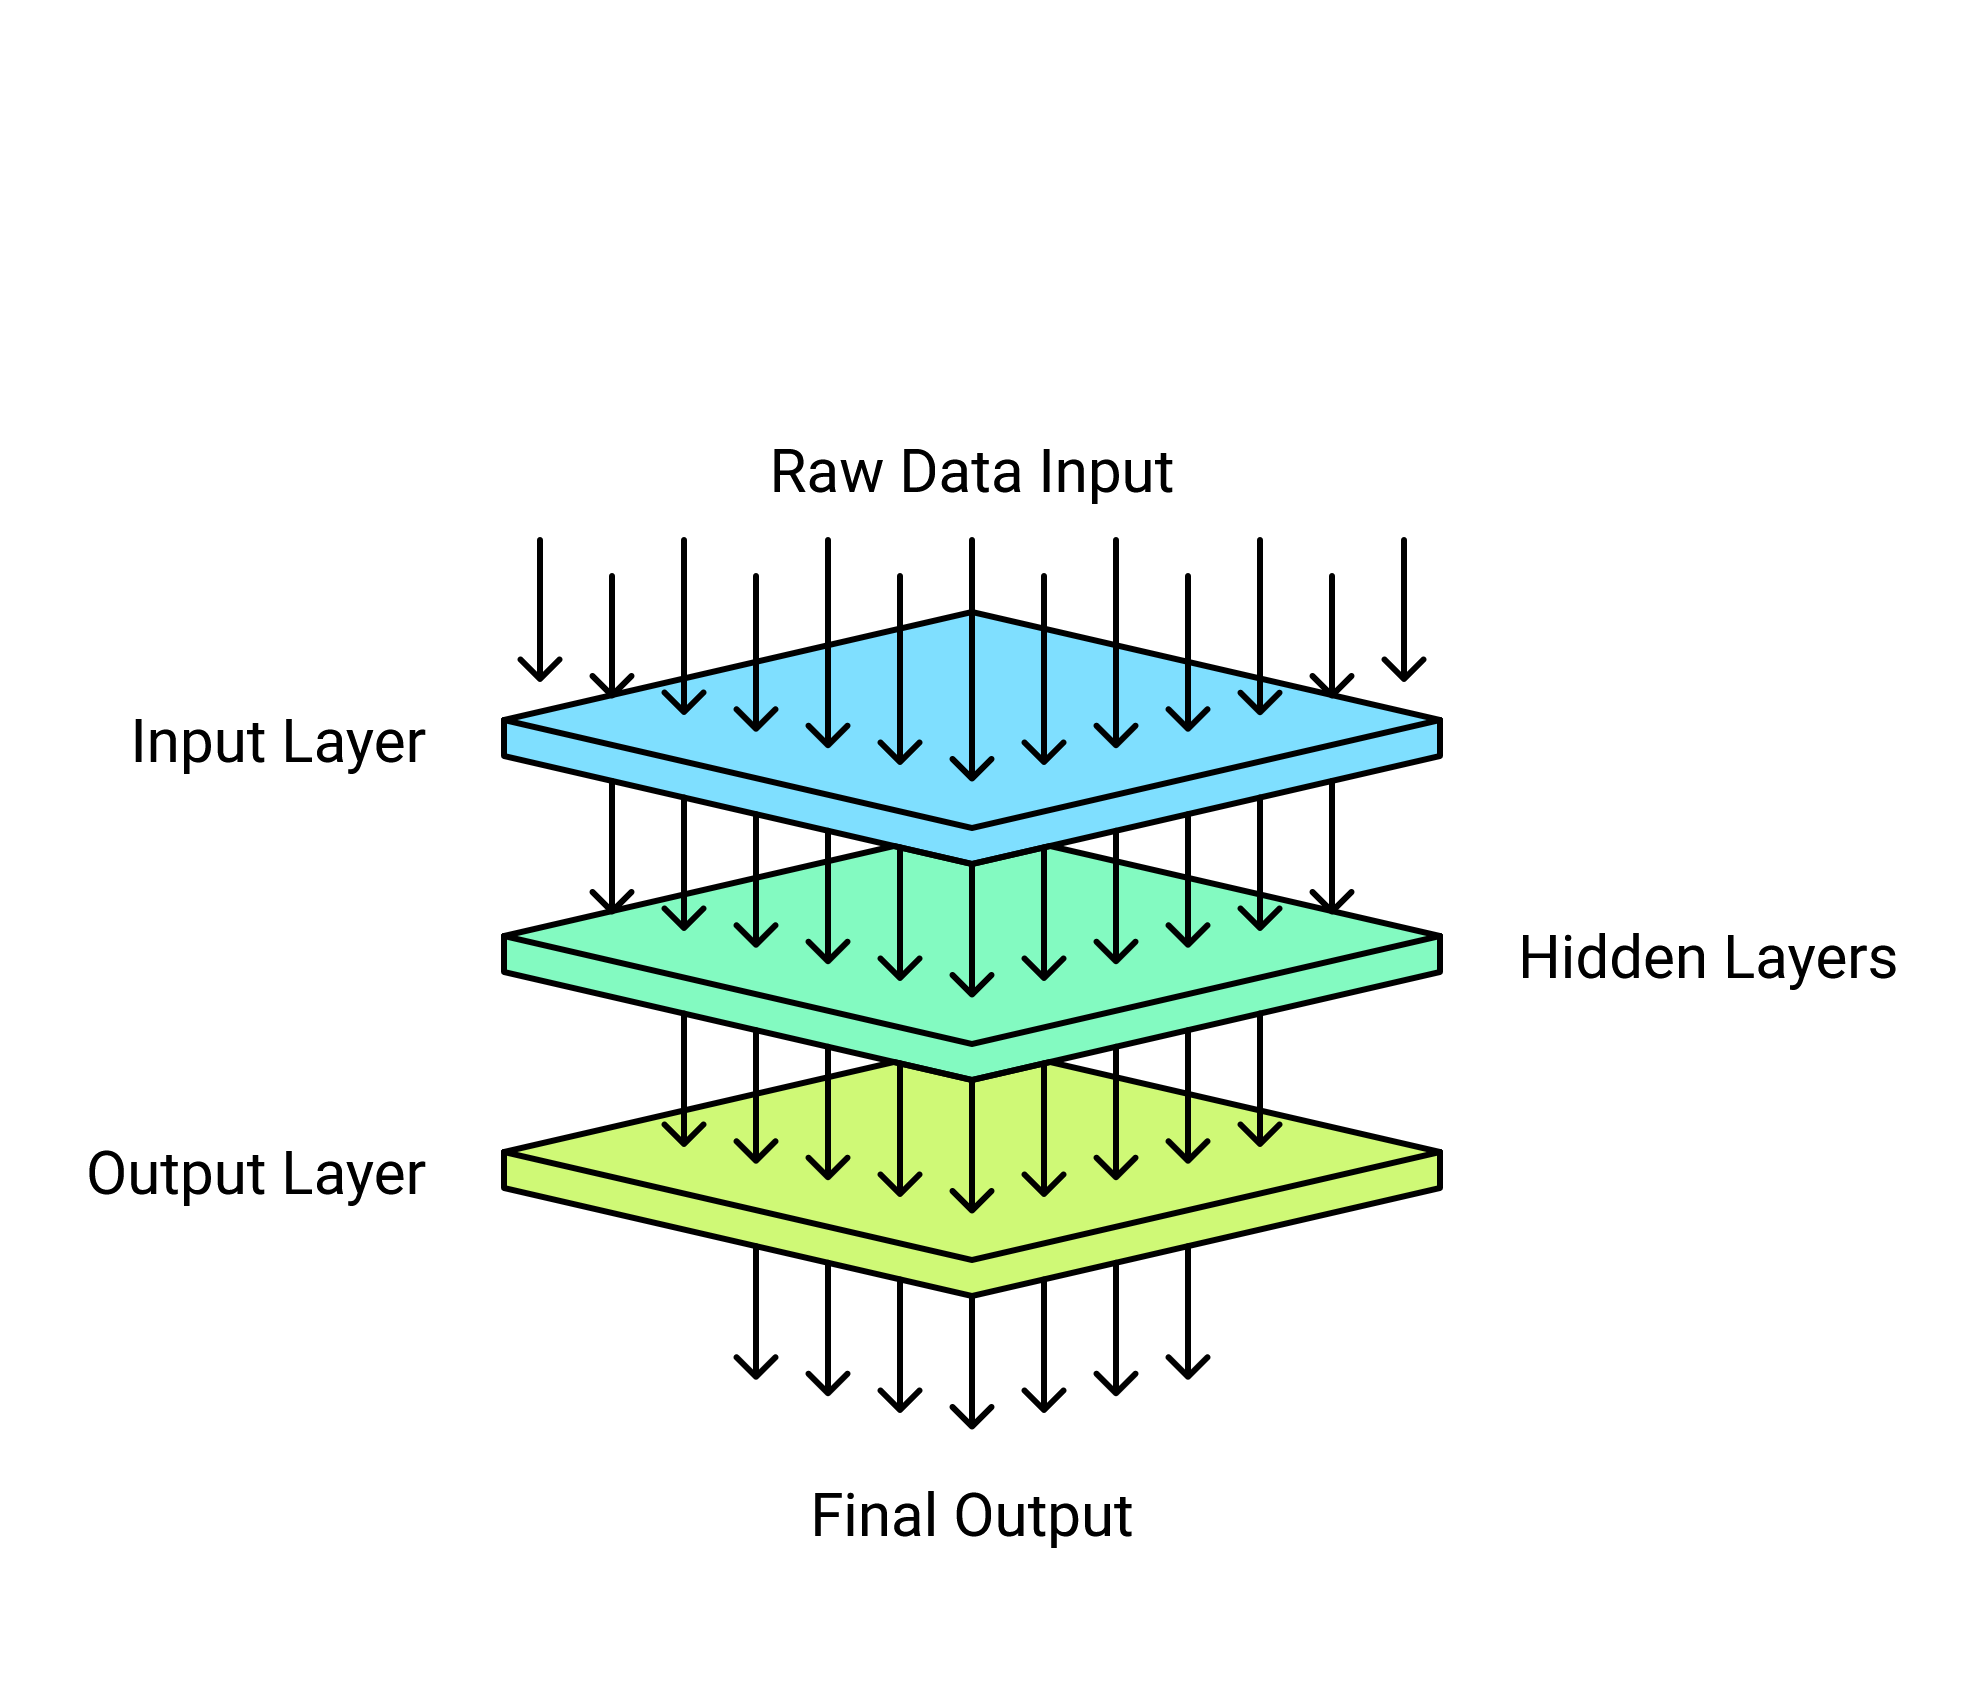 Raw Data Input
Input Layer
Hidden Layers
Output Layer
Final Output